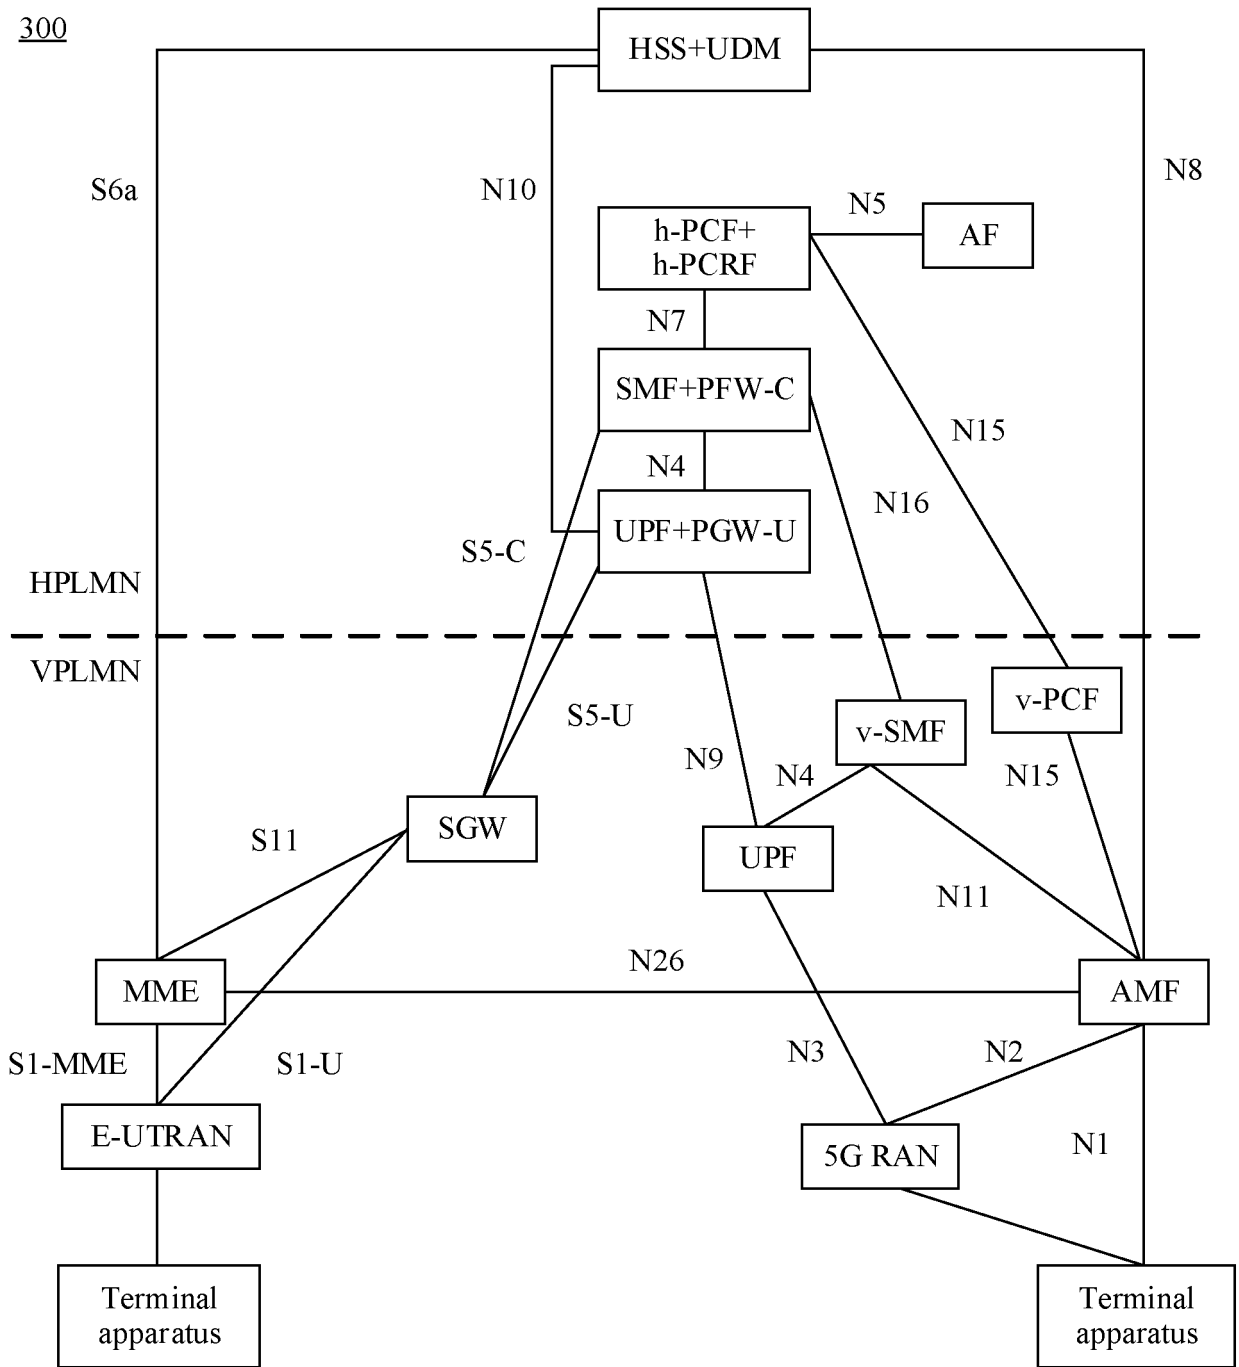 300
HSS+UDM
S6a
N10
N8
N5
h-PCF+
h-PCRF
AF
N7
SMF+PFW-C
N15
N4
N16
UPF+PGW-U
S5-C
HPLMN
VPLMN
v-PCF
S5-U
v-SMF
N9
N4
N15
SGW
S11
UPF
N11
N26
MME
AMF
S1-MME
S1-U
N3
N2
E-UTRAN
5G RAN
N1
Terminal
apparatus
Terminal
apparatus